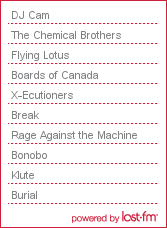 DJ Cam
The Chemical Brothers
Flying Lotus
Boards of Canada
X-Ecutioners
Break
Rage Against the Machine
Bonobo
Klute
Burial
powered by last.fm